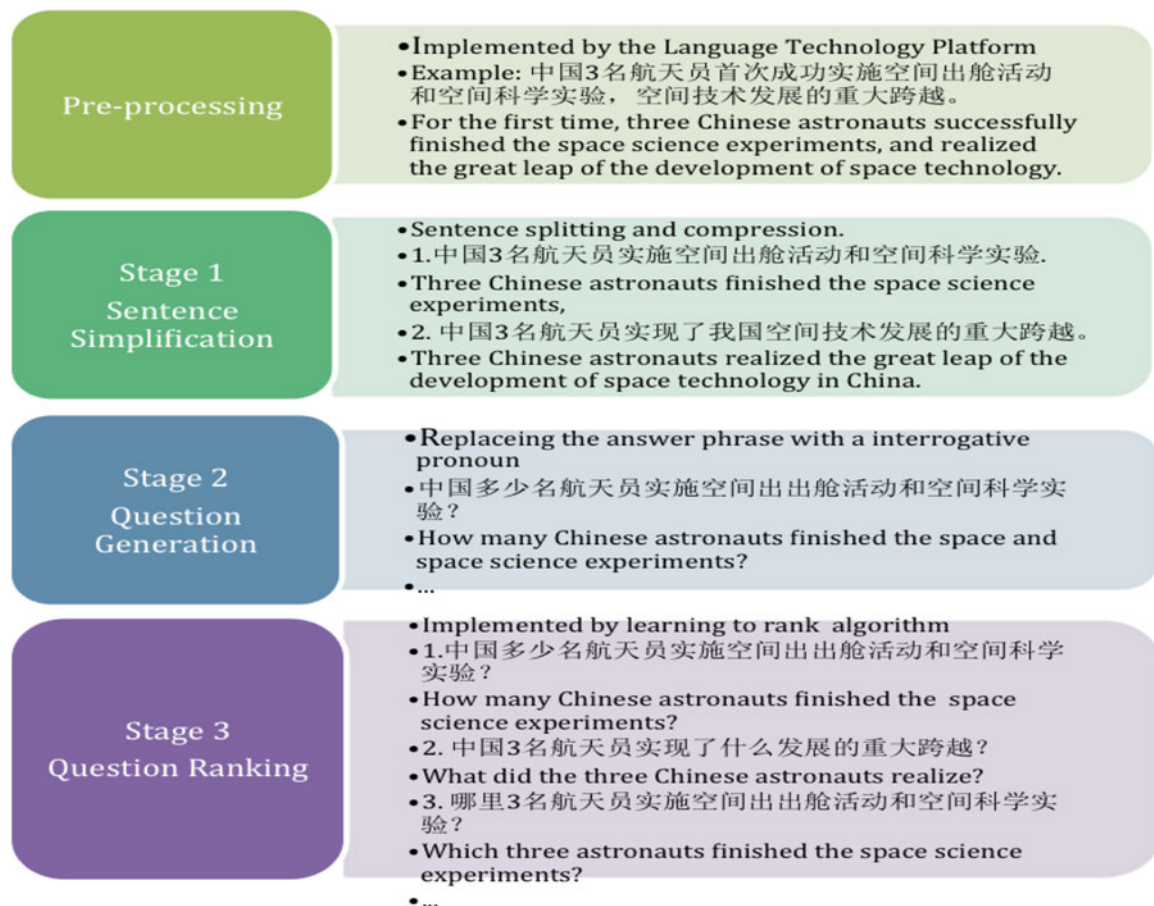 Pre-processing
•Implemented by the Language Technology Platform
•Example: 中国3名航天员首次成功实施空间出舱活动
和空间科学实验，空间技术发展的重大跨越。
•For the first time, three Chinese astronauts successfully
finished the space science experiments, and realized
the great leap of the development of space technology.
Stage 1
Sentence
Simplification
•Sentence splitting and compression.
•1.中国3名航天员实施空间出舱活动和空间科学实验.
•Three Chinese astronauts finished the space science
experiments,
•2. 中国3名航天员实现了我国空间技术发展的重大跨越。
•Three Chinese astronauts realized the great leap of the
development of space technology in China.
Stage 2
Question
Generation
•Replaceing the answer phrase with a interrogative
pronoun
•中国多少名航天员实施空间出出舱活动和空间科学实
验？
•How many Chinese astronauts finished the space and
space science experiments?
•...
Stage 3
Question Ranking
•Implemented by learning to rank algorithm
•1.中国多少名航天员实施空间出出舱活动和空间科学
实验？
•How many Chinese astronauts finished the space
science experiments?
•2. 中国3名航天员实现了什么发展的重大跨越？
•What did the three Chinese astronauts realize?
•3. 哪里3名航天员实施空间出出舱活动和空间科学实
验？
•Which three astronauts finished the space science
experiments?
•...